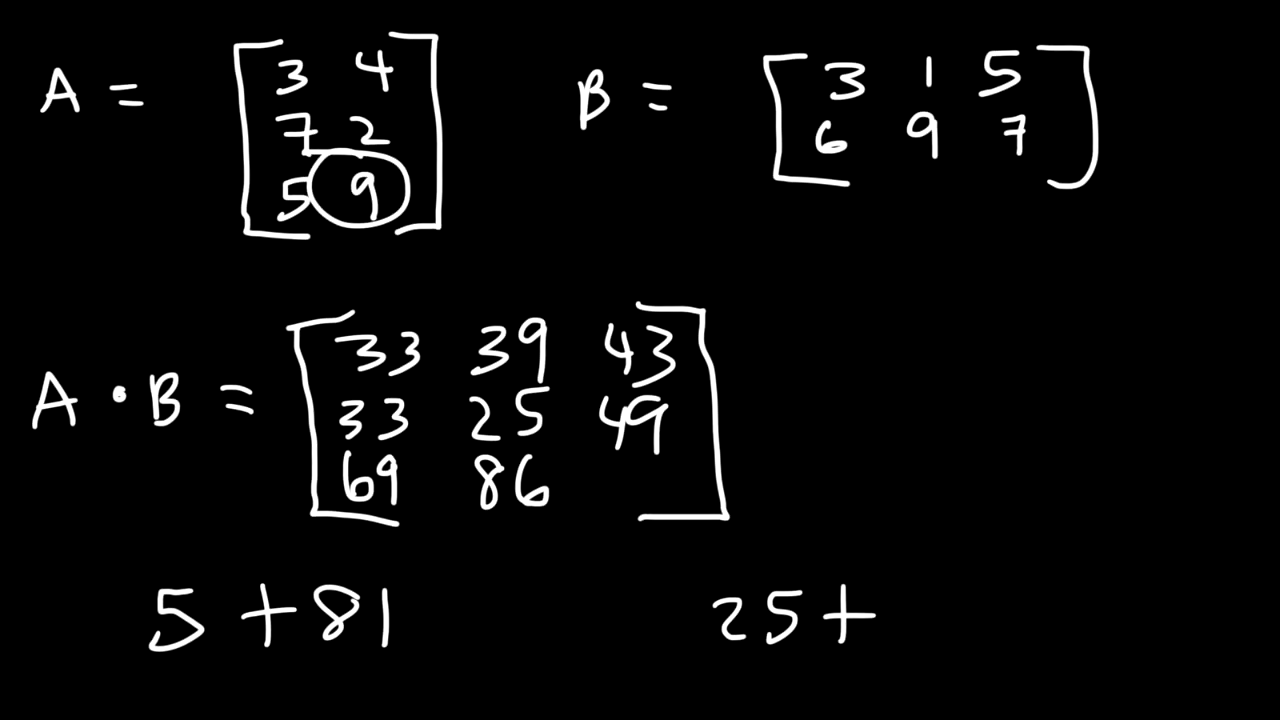 A = [3 4 B = [3 1 5]
7 2 6 9 7
5 9]
A · B = [33 39 43
33 25 49
69 86 ]
5 + 81 25 +